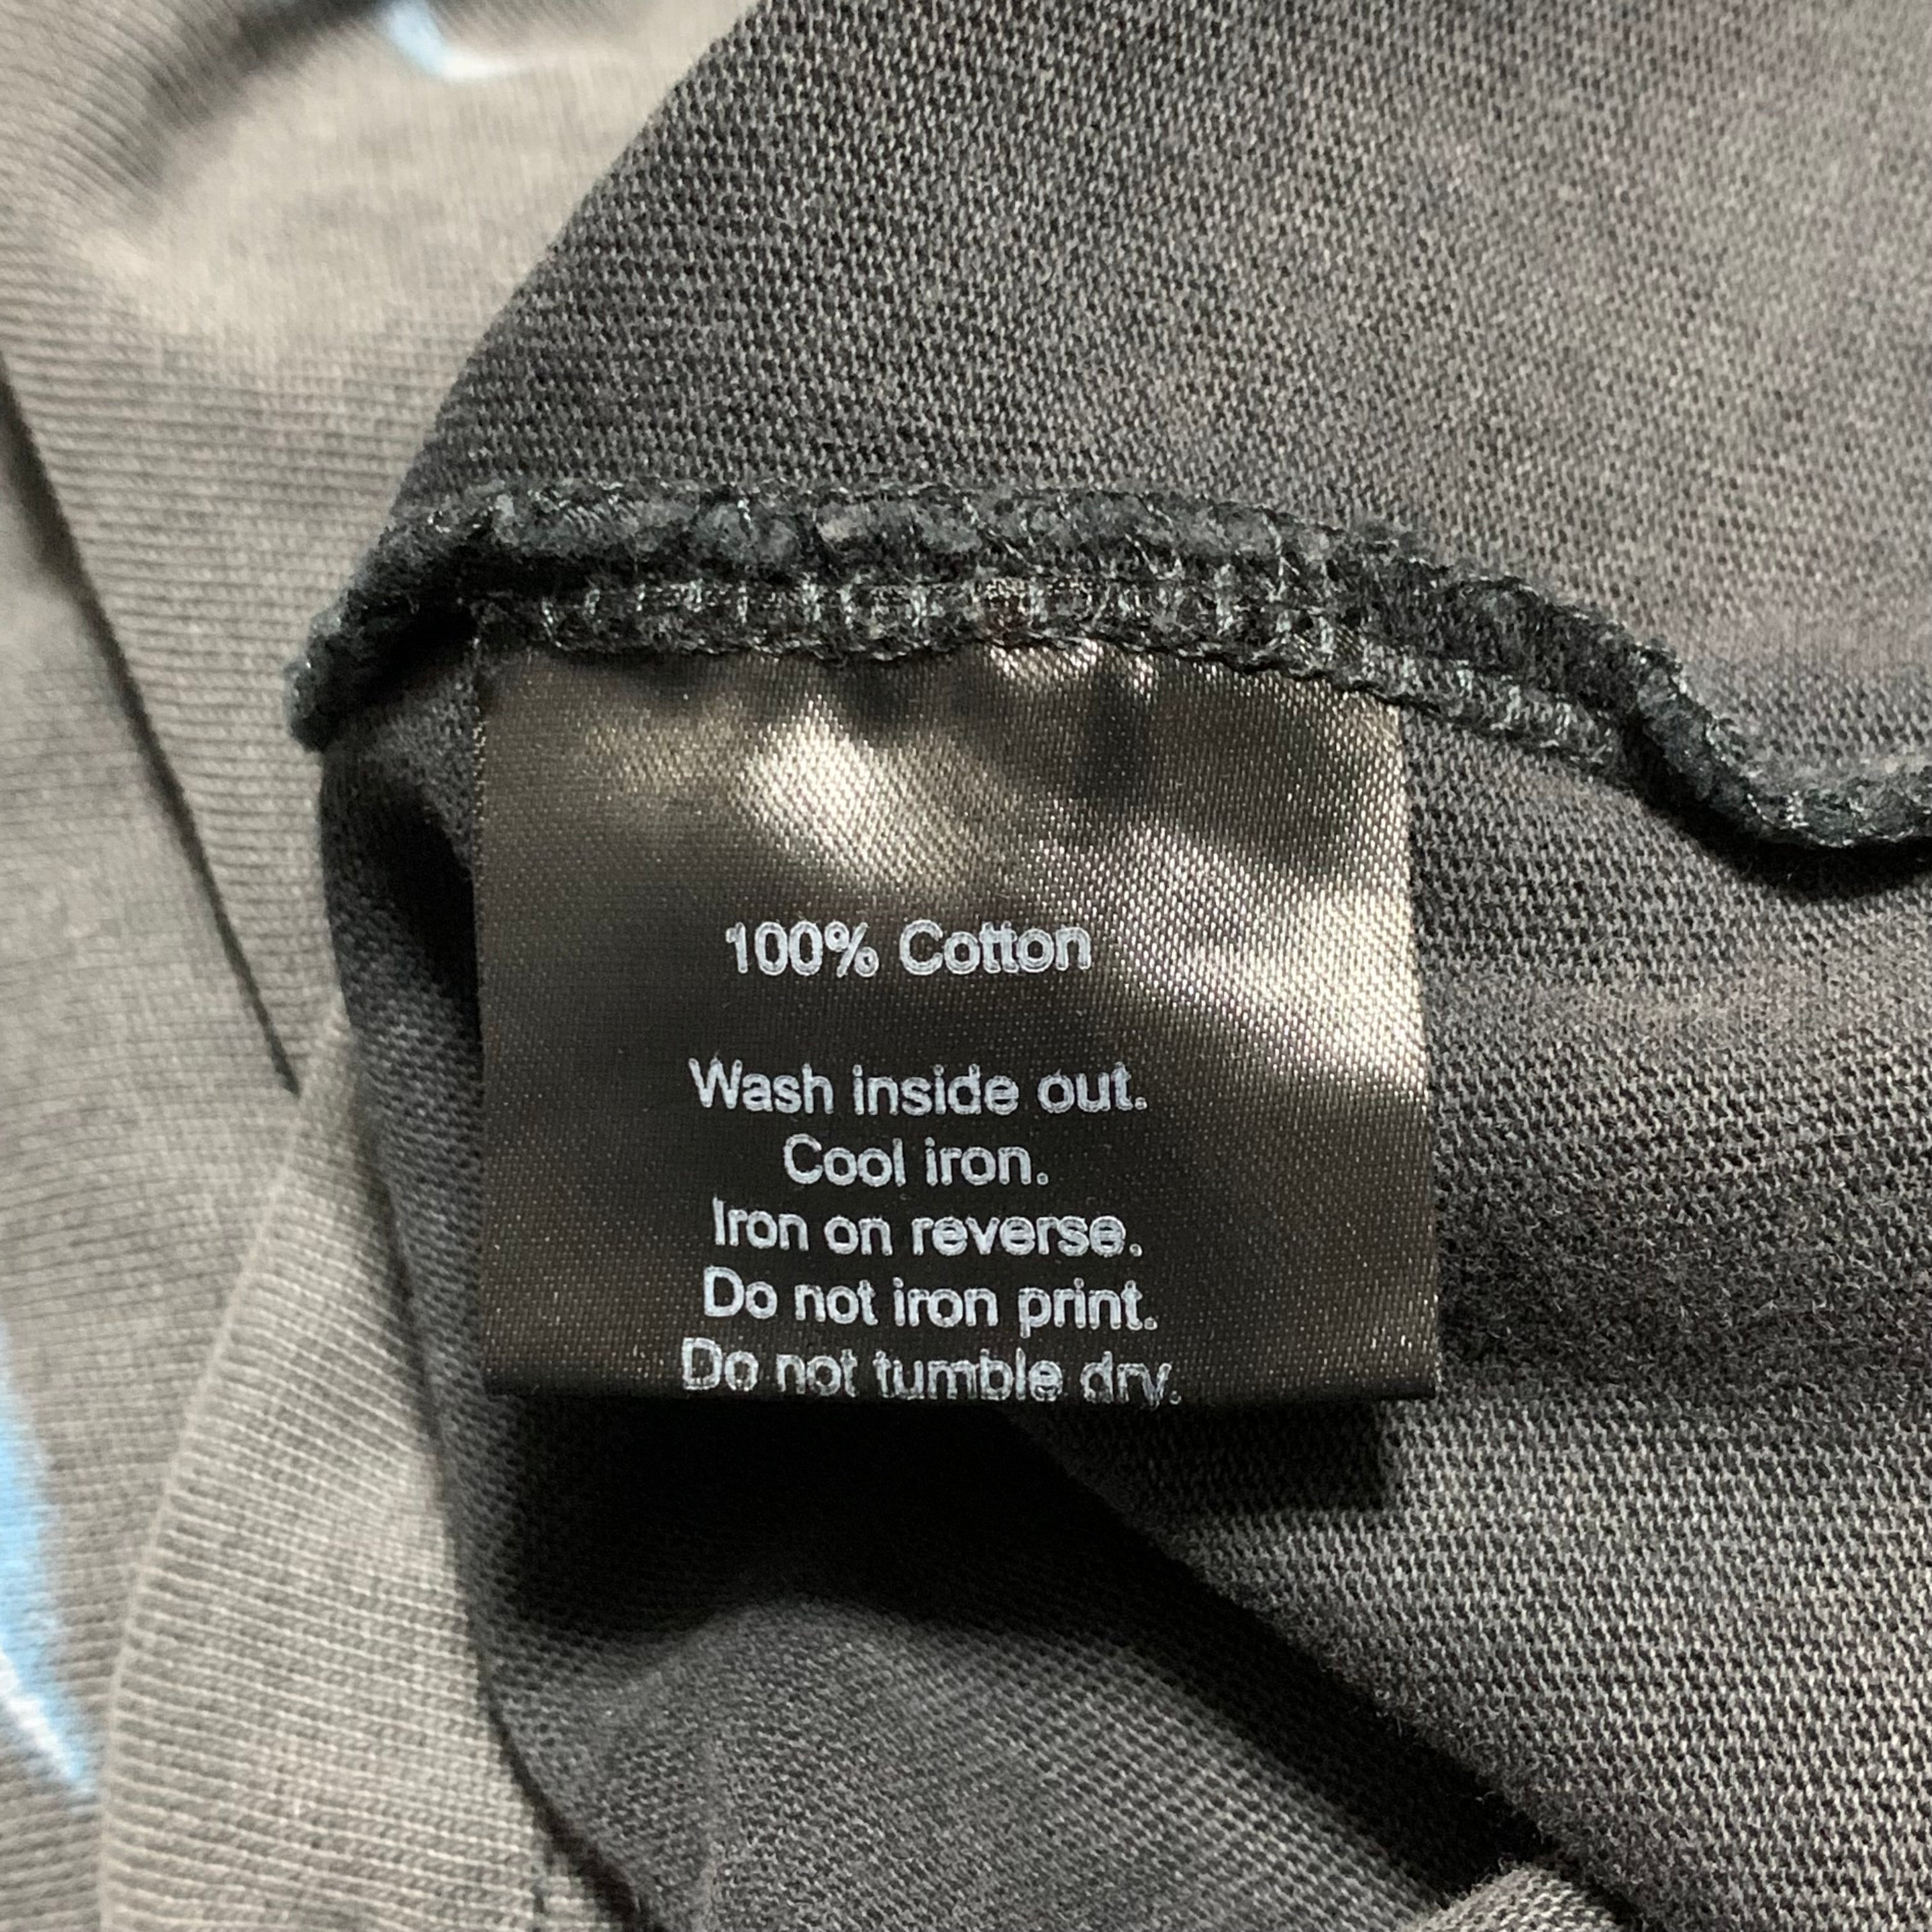 100% Cotton
Wash inside out.
Cool iron.
Iron on reverse.
Do not iron print.
Do not tumble dry.